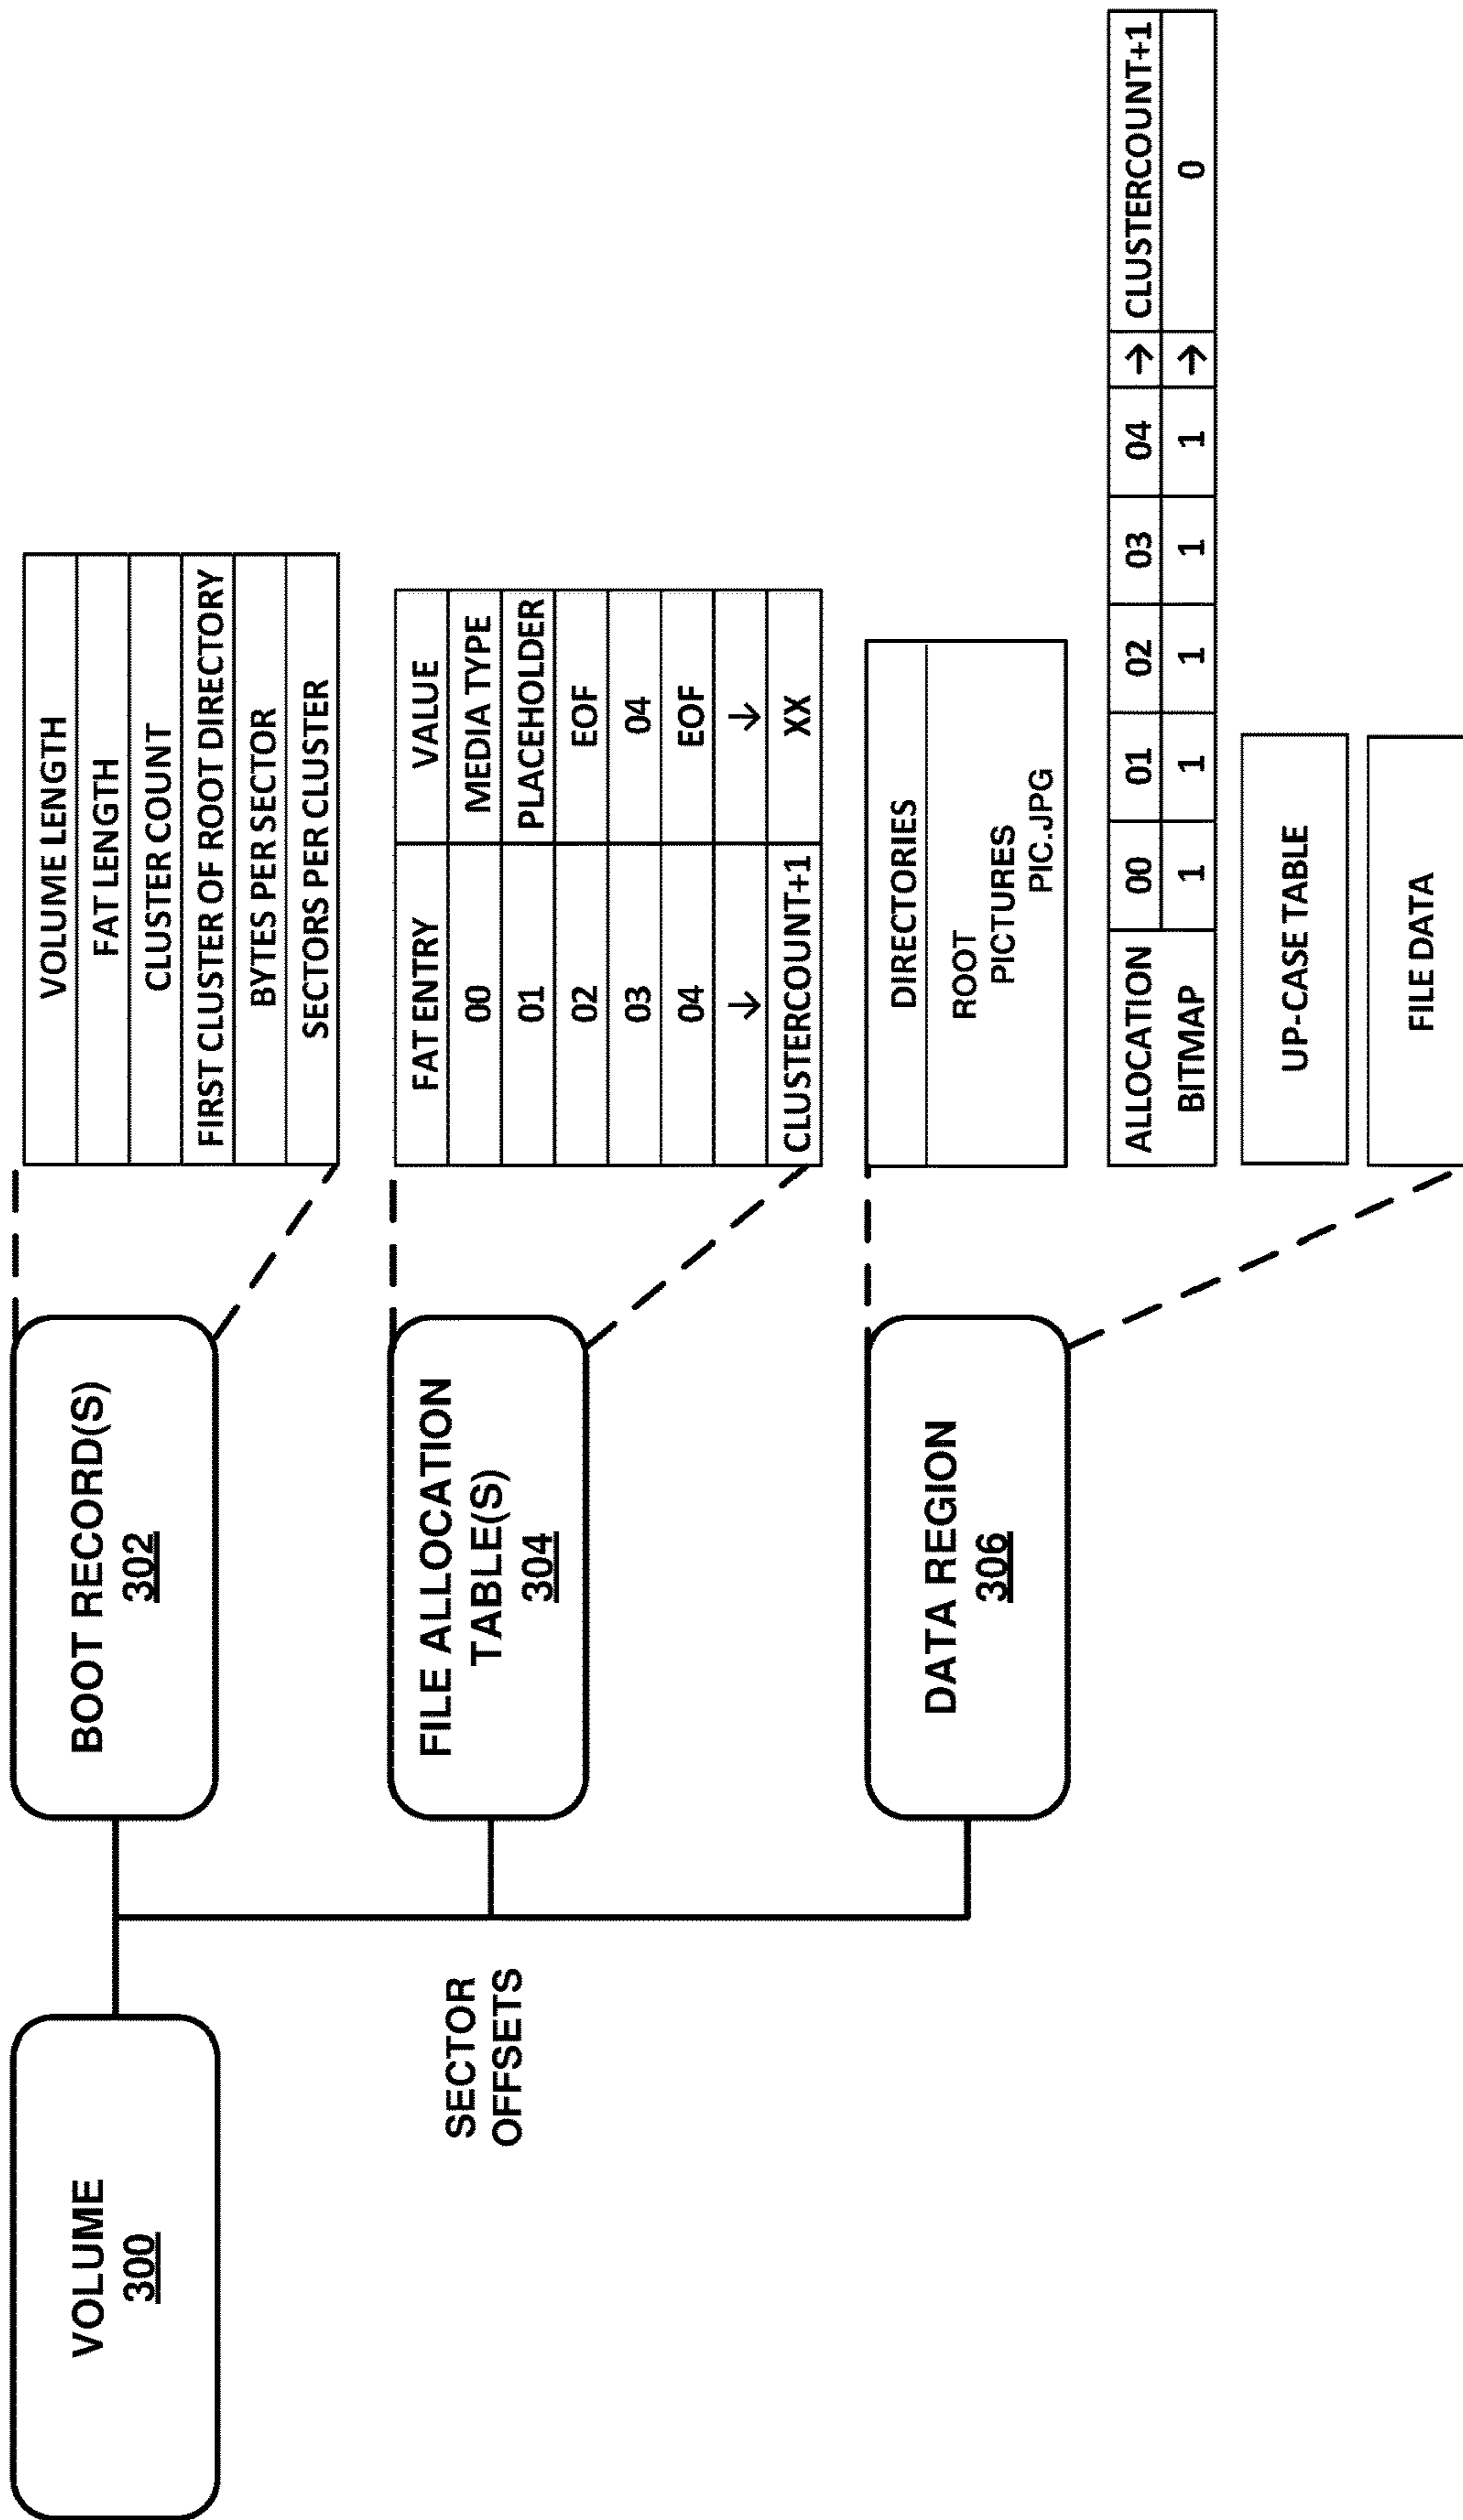 VOLUME
300
SECTOR
OFFSETS
BOOT RECORD(S)
302
VOLUME LENGTH
FAT LENGTH
CLUSTER COUNT
FIRST CLUSTER OF ROOT DIRECTORY
BYTES PER SECTOR
SECTORS PER CLUSTER
FILE ALLOCATION
TABLE(S)
304
FAT ENTRY VALUE
00 MEDIA TYPE
01 PLACEHOLDER
02 EOF
03 04
04 EOF
↓ ↓
CLUSTERCOUNT+1 XX
DATA REGION
306
DIRECTORIES
ROOT
PICTURES
PIC.JPG
ALLOCATION 00 01 02 03 04 → CLUSTERCOUNT+1
BITMAP 1 1 1 1 1 → 0
UP-CASE TABLE
FILE DATA